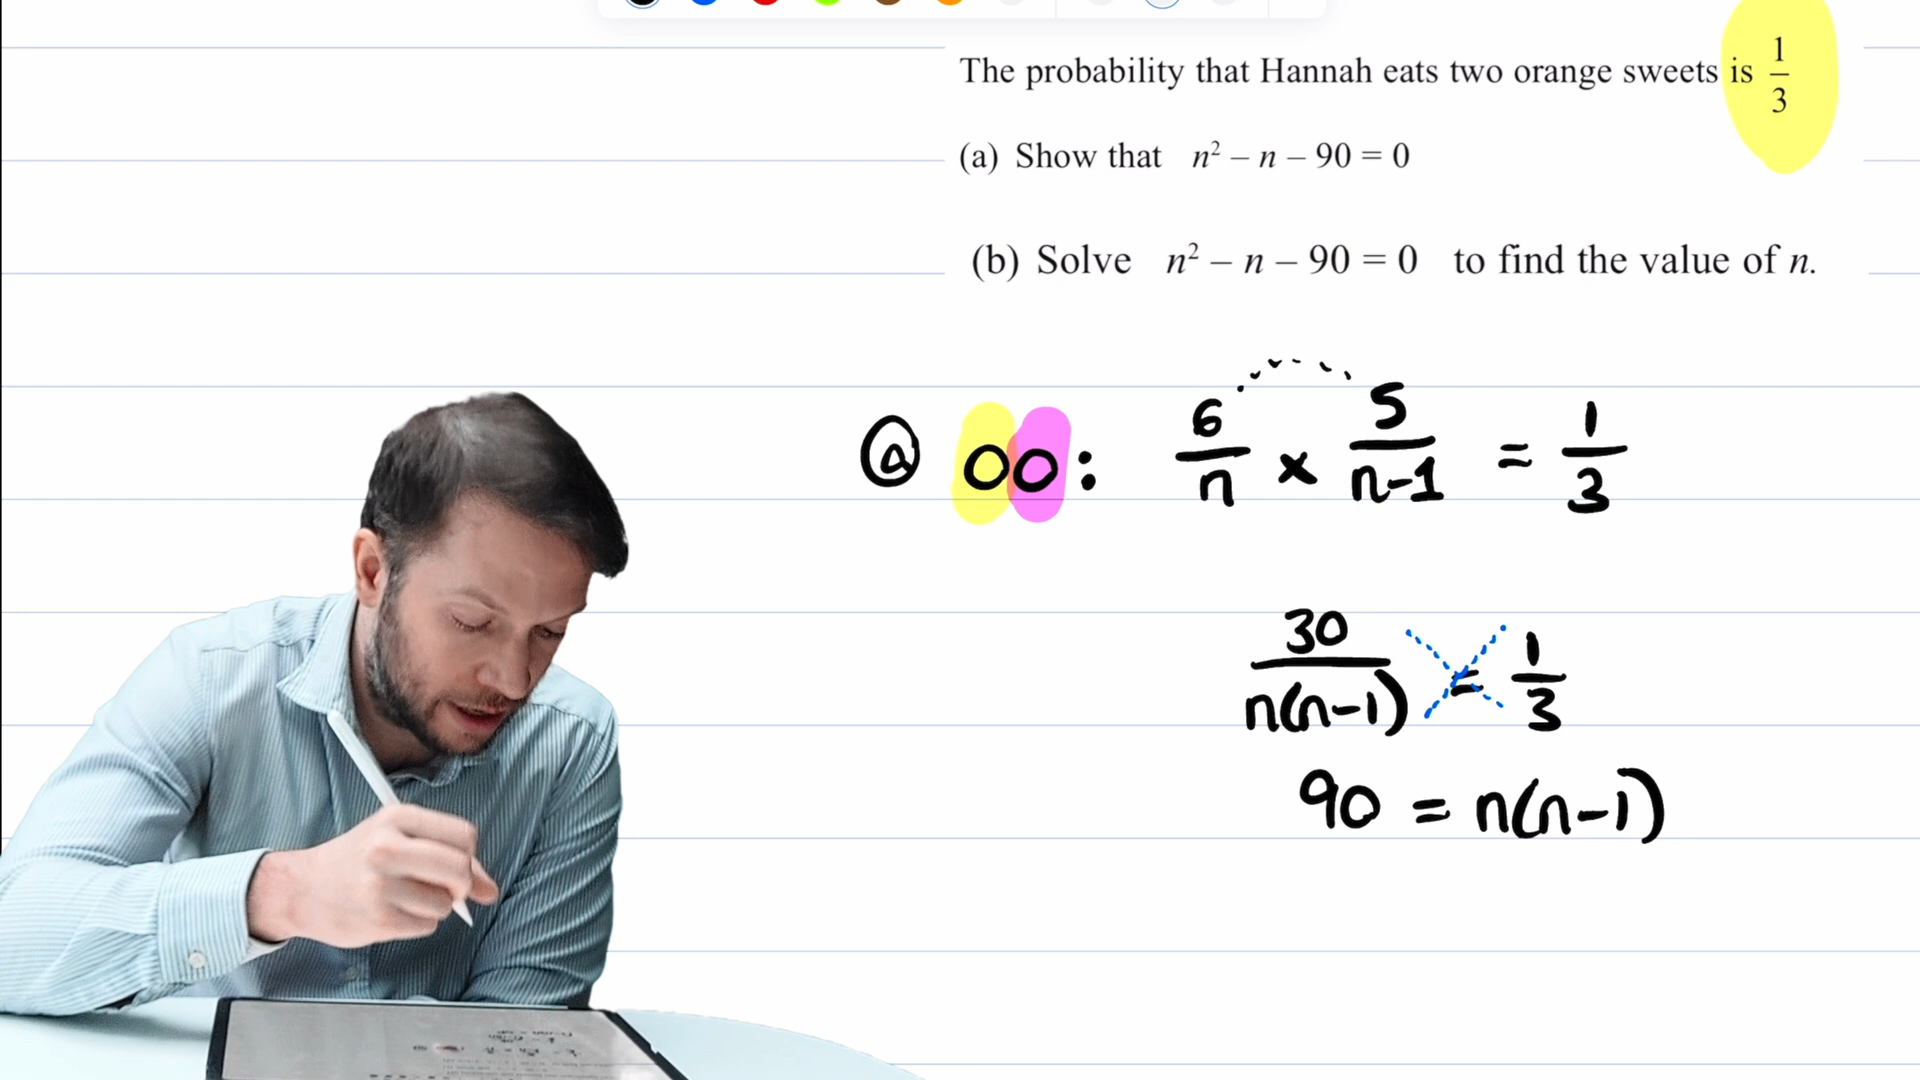 The probability that Hannah eats two orange sweets is 1/3
(a) Show that n² – n – 90 = 0
(b) Solve n² – n – 90 = 0 to find the value of n.
ⓐ OO: 6/n × 5/(n-1) = 1/3
30/(n(n-1)) = 1/3
90 = n(n-1)